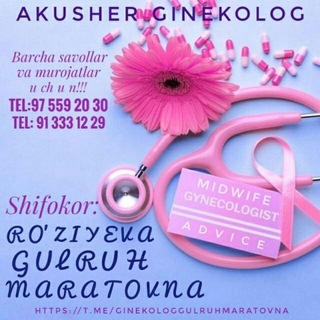 AKUSHER GINEKOLOG
Barcha savollar
va murojatlar
u ch u n!!!
TEL:97 559 20 30
TEL: 91 333 12 29
MIDWIFE
GYNECOLOGIST
ADVICE
Shifokor:
RO'ZIYEVA
GULRUH
MARATOVNA
HTTPS://T.ME/GINEKOLOGGULRUHMARATOVNA